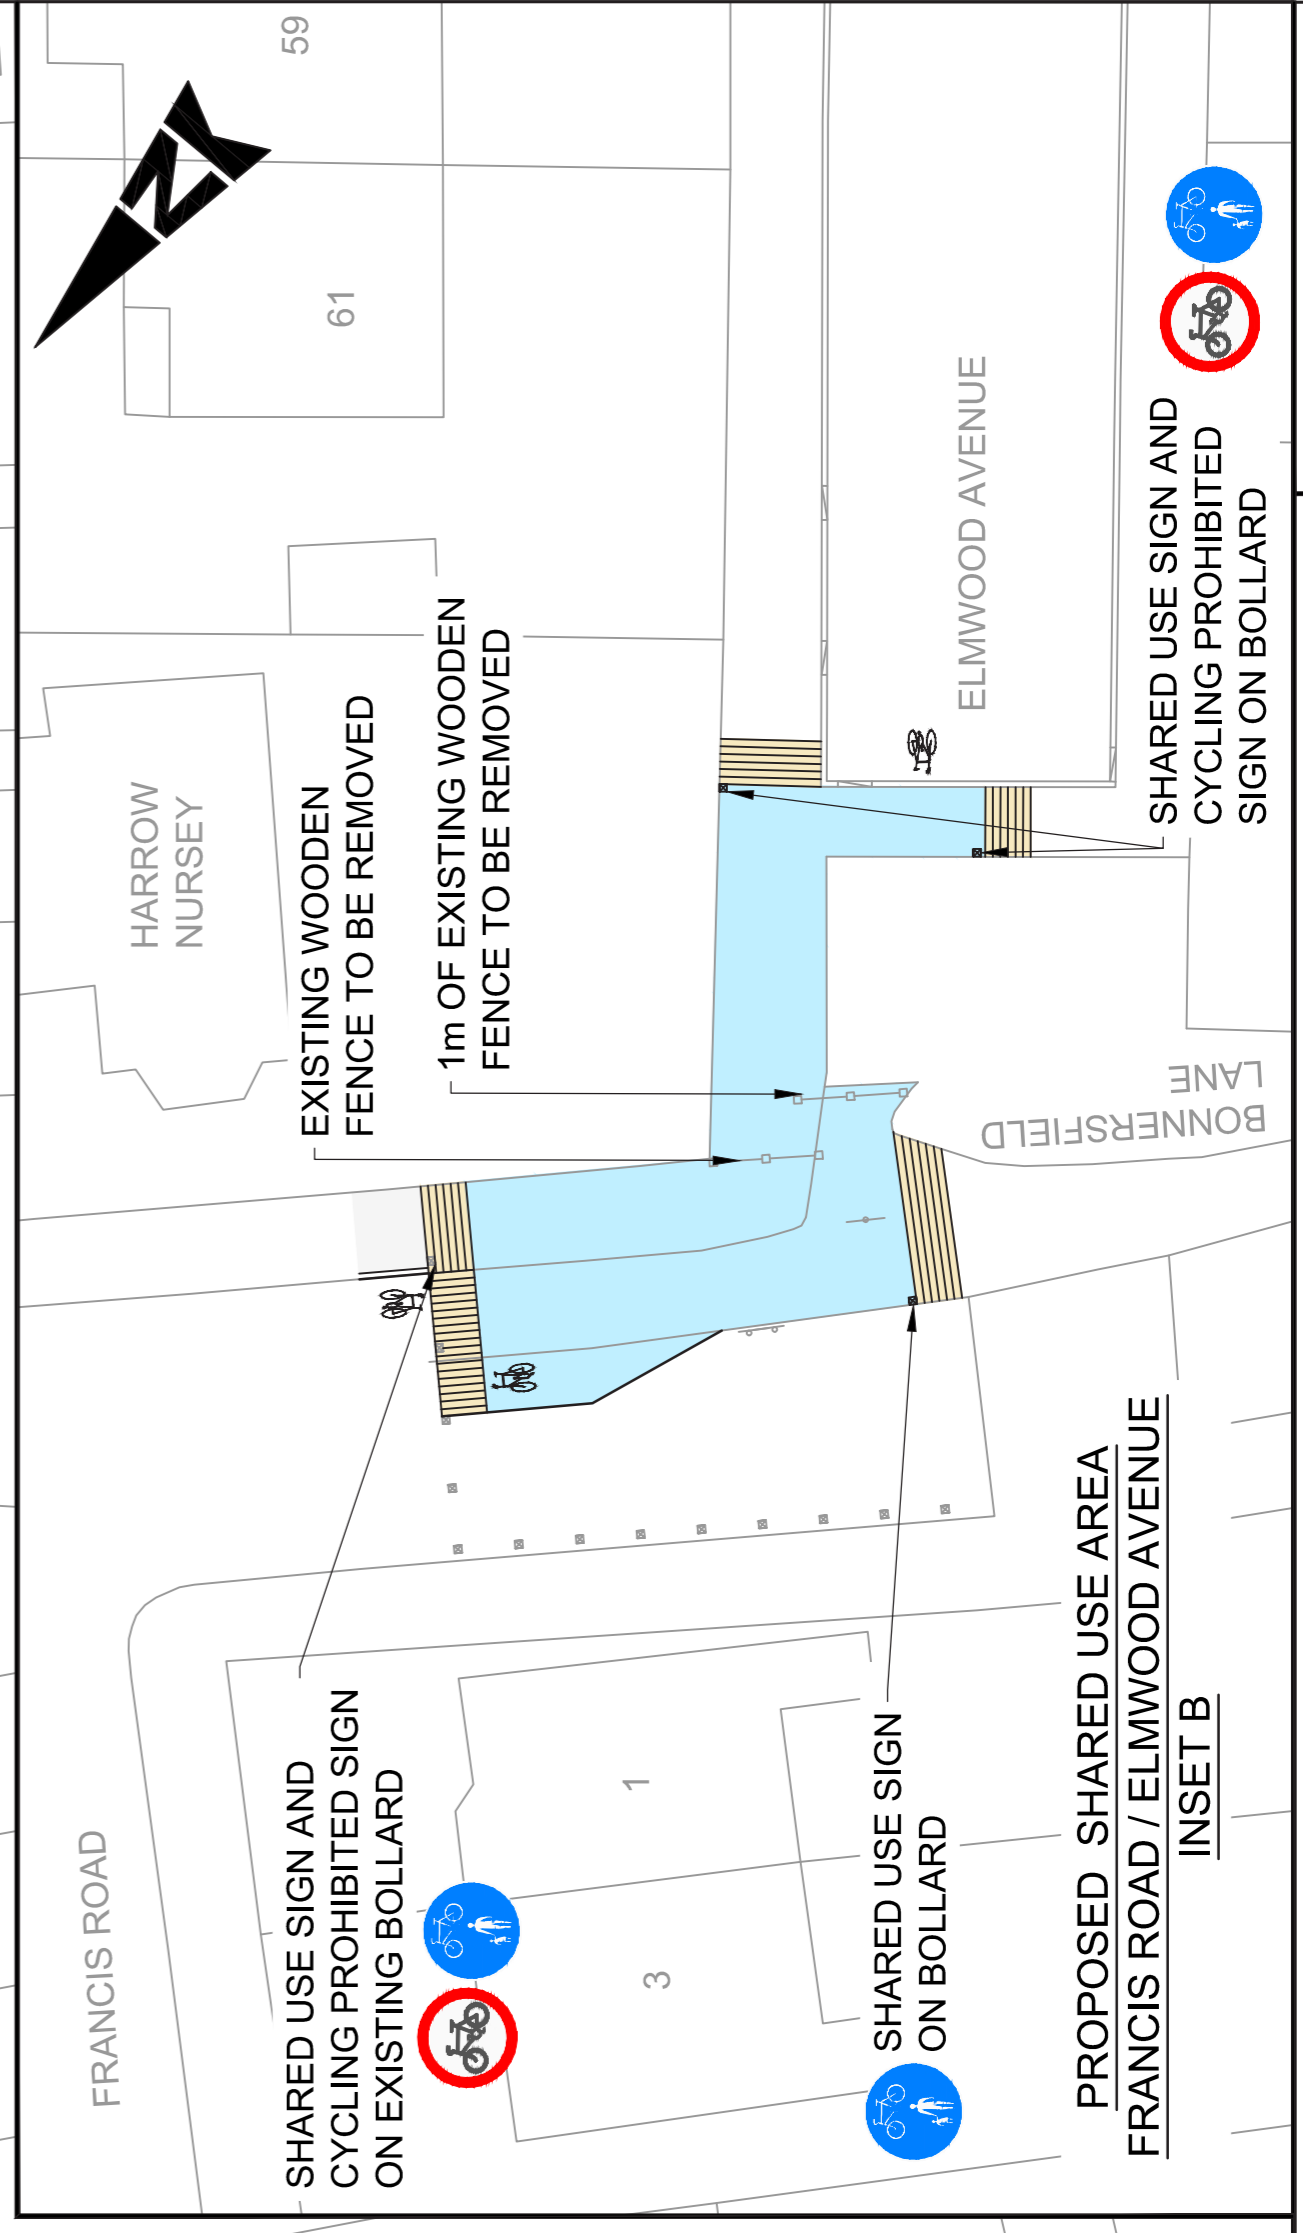 59
61
HARROW
NURSEY
EXISTING WOODEN
FENCE TO BE REMOVED
1m OF EXISTING WOODEN
FENCE TO BE REMOVED
ELMWOOD AVENUE
SHARED USE SIGN AND
CYCLING PROHIBITED
SIGN ON BOLLARD
BONNERSFIELD
LANE
FRANCIS ROAD
SHARED USE SIGN AND
CYCLING PROHIBITED SIGN
ON EXISTING BOLLARD
1
3
SHARED USE SIGN
ON BOLLARD
PROPOSED SHARED USE AREA
FRANCIS ROAD / ELMWOOD AVENUE
INSET B
N